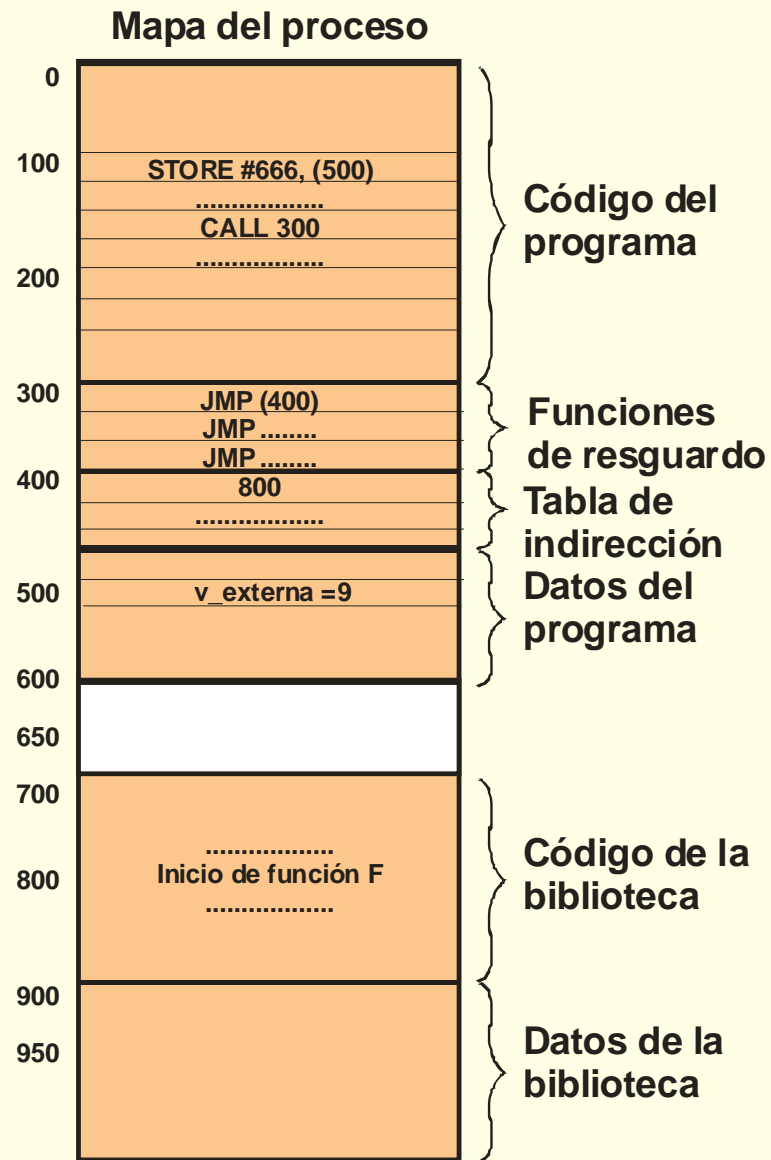 Mapa del proceso
0
100
STORE #666, (500)
..................
CALL 300
..................
Código del
programa
200
300
JMP (400)
JMP ........
JMP ........
Funciones
de resguardo
400
800
..................
Tabla de
indirección
500
v_externa =9
Datos del
programa
600
650
700
..................
800
Inicio de función F
..................
Código de la
biblioteca
900
950
Datos de la
biblioteca